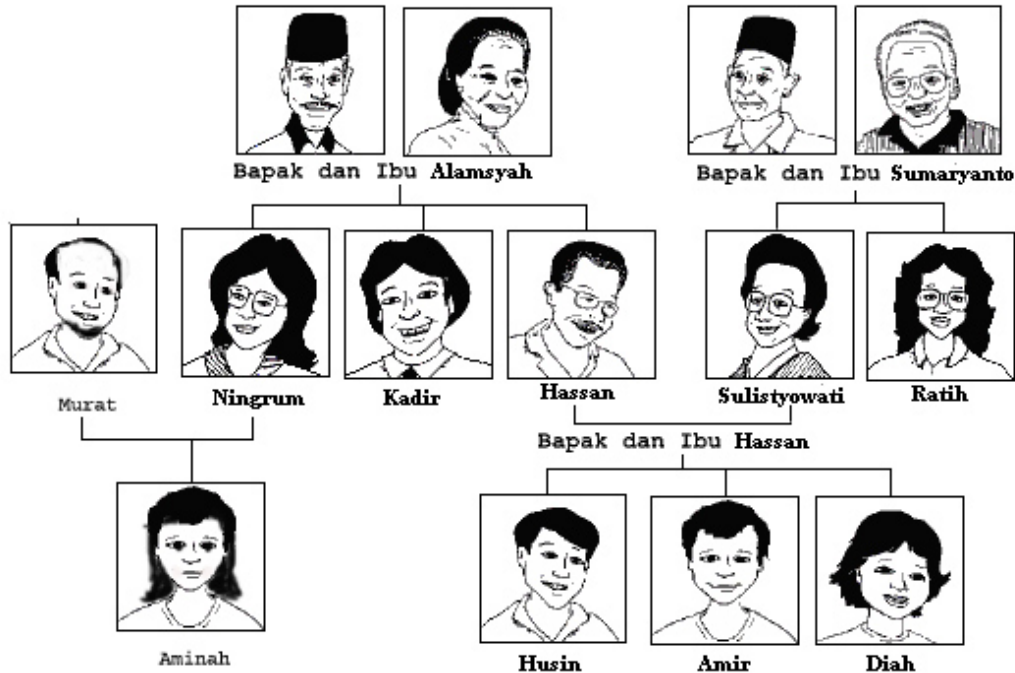 Bapak dan Ibu Alamsyah
Bapak dan Ibu Sumaryanto
Murat
Ningrum
Kadir
Hassan
Sulistyowati
Ratih
Bapak dan Ibu Hassan
Aminah
Husin
Amir
Diah